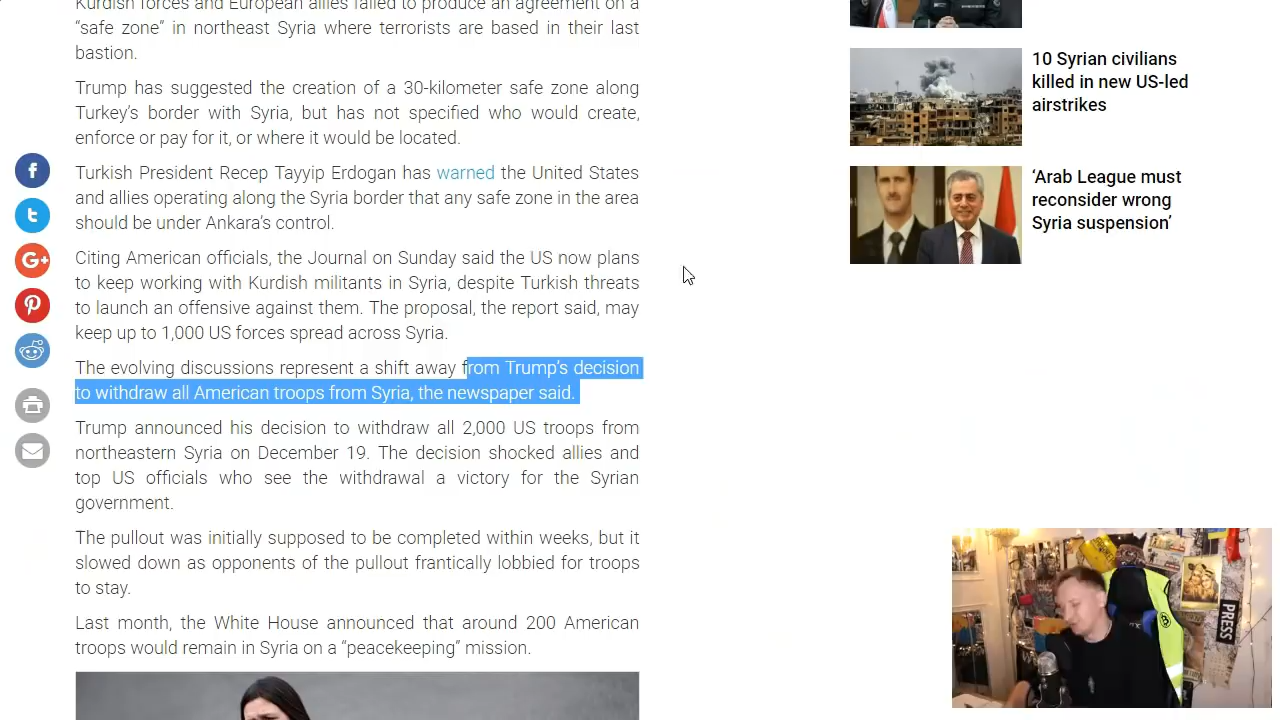 Kurdish forces and European allies failed to produce an agreement on a
“safe zone” in northeast Syria where terrorists are based in their last
bastion.
Trump has suggested the creation of a 30-kilometer safe zone along
Turkey’s border with Syria, but has not specified who would create,
enforce or pay for it, or where it would be located.
Turkish President Recep Tayyip Erdogan has warned the United States
and allies operating along the Syria border that any safe zone in the area
should be under Ankara’s control.
Citing American officials, the Journal on Sunday said the US now plans
to keep working with Kurdish militants in Syria, despite Turkish threats
to launch an offensive against them. The proposal, the report said, may
keep up to 1,000 US forces spread across Syria.
The evolving discussions represent a shift away from Trump’s decision
to withdraw all American troops from Syria, the newspaper said.
Trump announced his decision to withdraw all 2,000 US troops from
northeastern Syria on December 19. The decision shocked allies and
top US officials who see the withdrawal a victory for the Syrian
government.
The pullout was initially supposed to be completed within weeks, but it
slowed down as opponents of the pullout frantically lobbied for troops
to stay.
Last month, the White House announced that around 200 American
troops would remain in Syria on a “peacekeeping” mission.
10 Syrian civilians
killed in new US-led
airstrikes
‘Arab League must
reconsider wrong
Syria suspension’
f
t
G+
PRESS